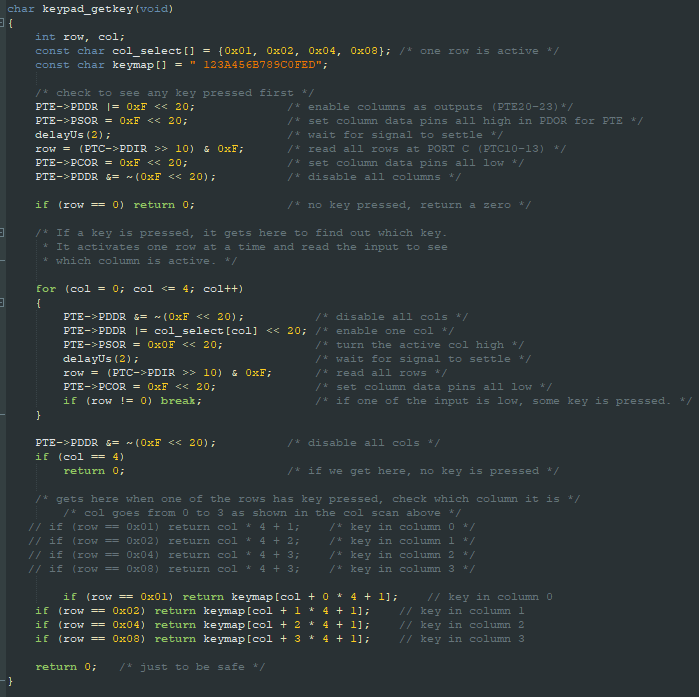 char keypad_getkey(void)
{
    int row, col;
    const char col_select[] = {0x01, 0x02, 0x04, 0x08}; /* one row is active */
    const char keymap[] = " 123A456B789C0FED";

    /* check to see any key pressed first */
    PTE->PDDR |= 0xF << 20;             /* enable columns as outputs (PTE20-23)*/
    PTE->PSOR = 0xF << 20;              /* set column data pins all high in PDOR for PTE */
    delayUs(2);                         /* wait for signal to settle */
    row = (PTC->PDIR >> 10) & 0xF;      /* read all rows at PORT C (PTC10-13) */
    PTE->PCOR = 0xF << 20;              /* set column data pins all low */
    PTE->PDDR &= ~(0xF << 20);          /* disable all columns */

    if (row == 0) return 0;             /* no key pressed, return a zero */

    /* If a key is pressed, it gets here to find out which key.
     * It activates one row at a time and read the input to see
     * which column is active. */

    for (col = 0; col <= 4; col++)
    {
        PTE->PDDR &= ~(0xF << 20);          /* disable all cols */
        PTE->PDDR |= col_select[col] << 20; /* enable one col */
        PTE->PSOR = 0x0F << 20;             /* turn the active col high */
        delayUs(2);                         /* wait for signal to settle */
        row = (PTC->PDIR >> 10) & 0xF;      /* read all rows */
        PTE->PCOR = 0xF << 20;              /* set column data pins all low */
        if (row != 0) break;                /* if one of the input is low, some key is pressed. */
    }

    PTE->PDDR &= ~(0xF << 20);          /* disable all cols */
    if (col == 4)
        return 0;                       /* if we get here, no key is pressed */

    /* gets here when one of the rows has key pressed, check which column it is */
        /* col goes from 0 to 3 as shown in the col scan above */
   // if (row == 0x01) return col * 4 + 1;    /* key in column 0 */
   // if (row == 0x02) return col * 4 + 2;    /* key in column 1 */
   // if (row == 0x04) return col * 4 + 3;    /* key in column 2 */
   // if (row == 0x08) return col * 4 + 3;    /* key in column 3 */

        if (row == 0x01) return keymap[col + 0 * 4 + 1];    // key in column 0
    if (row == 0x02) return keymap[col + 1 * 4 + 1];    // key in column 1
    if (row == 0x04) return keymap[col + 2 * 4 + 1];    // key in column 2
    if (row == 0x08) return keymap[col + 3 * 4 + 1];    // key in column 3

    return 0;   /* just to be safe */
}